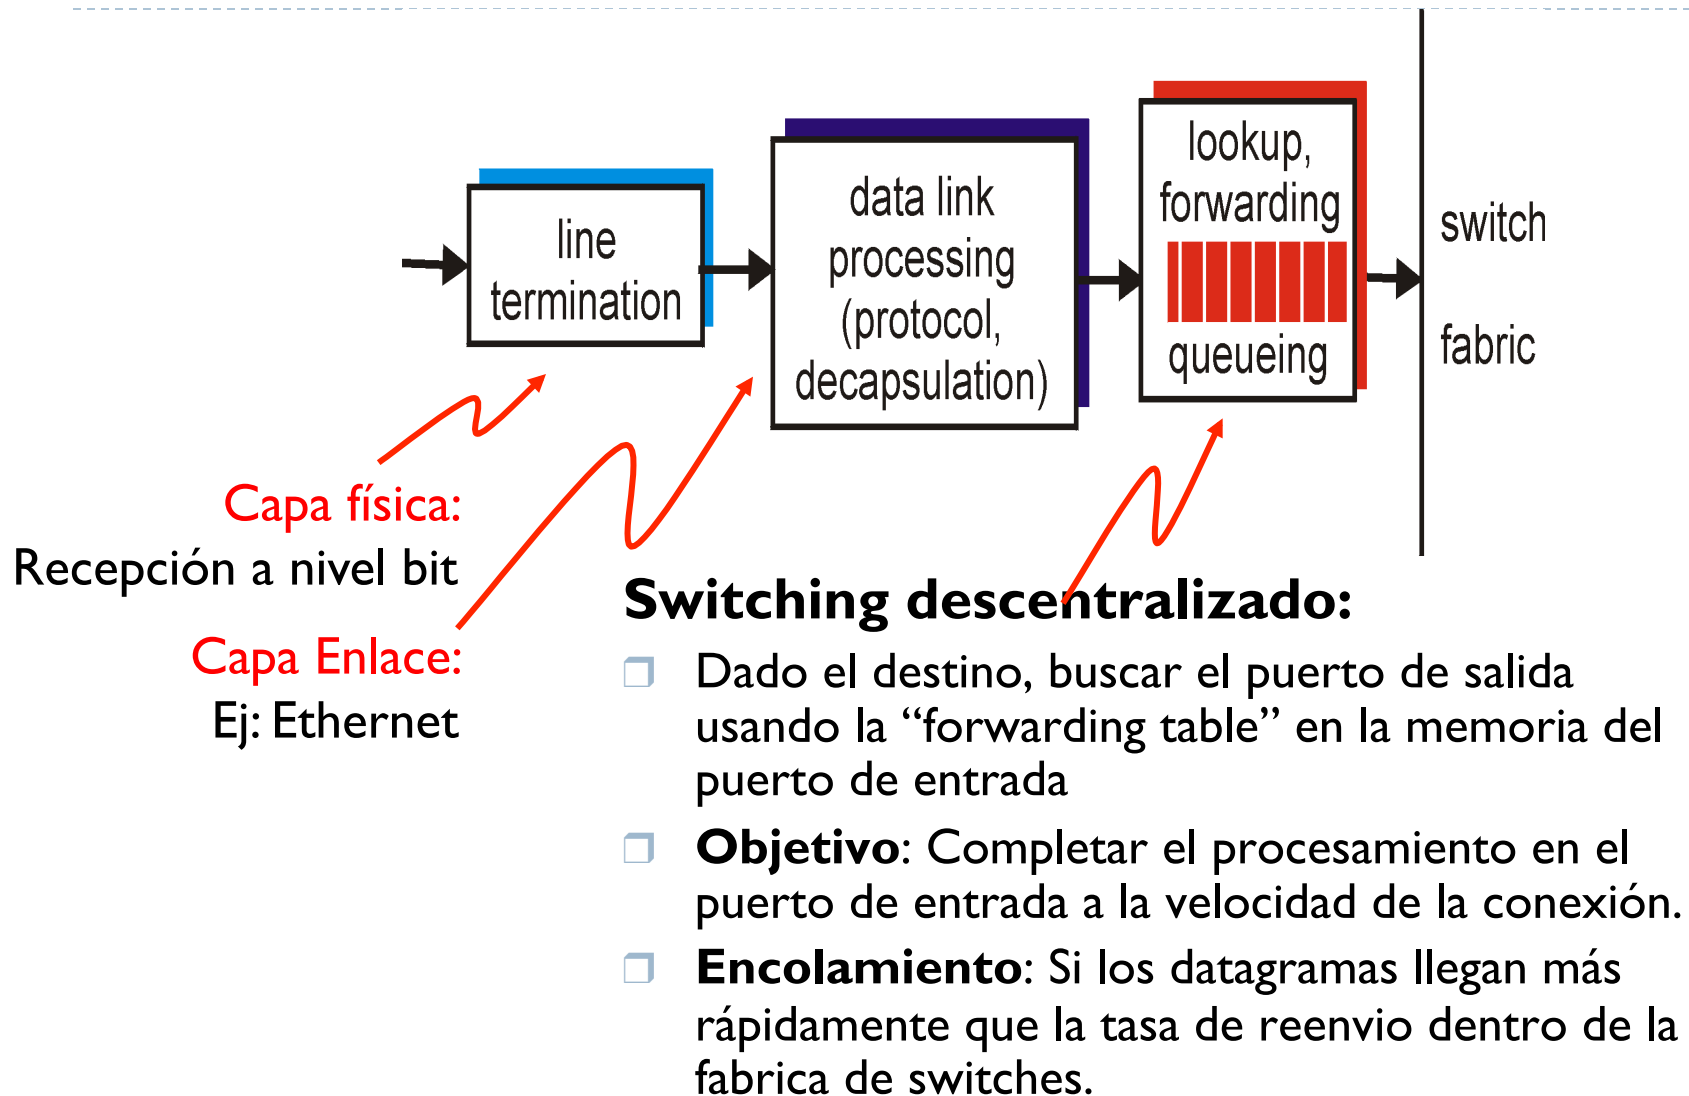 line
termination
data link
processing
(protocol,
decapsulation)
lookup,
forwarding
queueing
switch
fabric
Capa física:
Recepción a nivel bit
Capa Enlace:
Ej: Ethernet
Switching descentralizado:
Dado el destino, buscar el puerto de salida
usando la “forwarding table” en la memoria del
puerto de entrada
Objetivo: Completar el procesamiento en el
puerto de entrada a la velocidad de la conexión.
Encolamiento: Si los datagramas llegan más
rápidamente que la tasa de reenvio dentro de la
fabrica de switches.